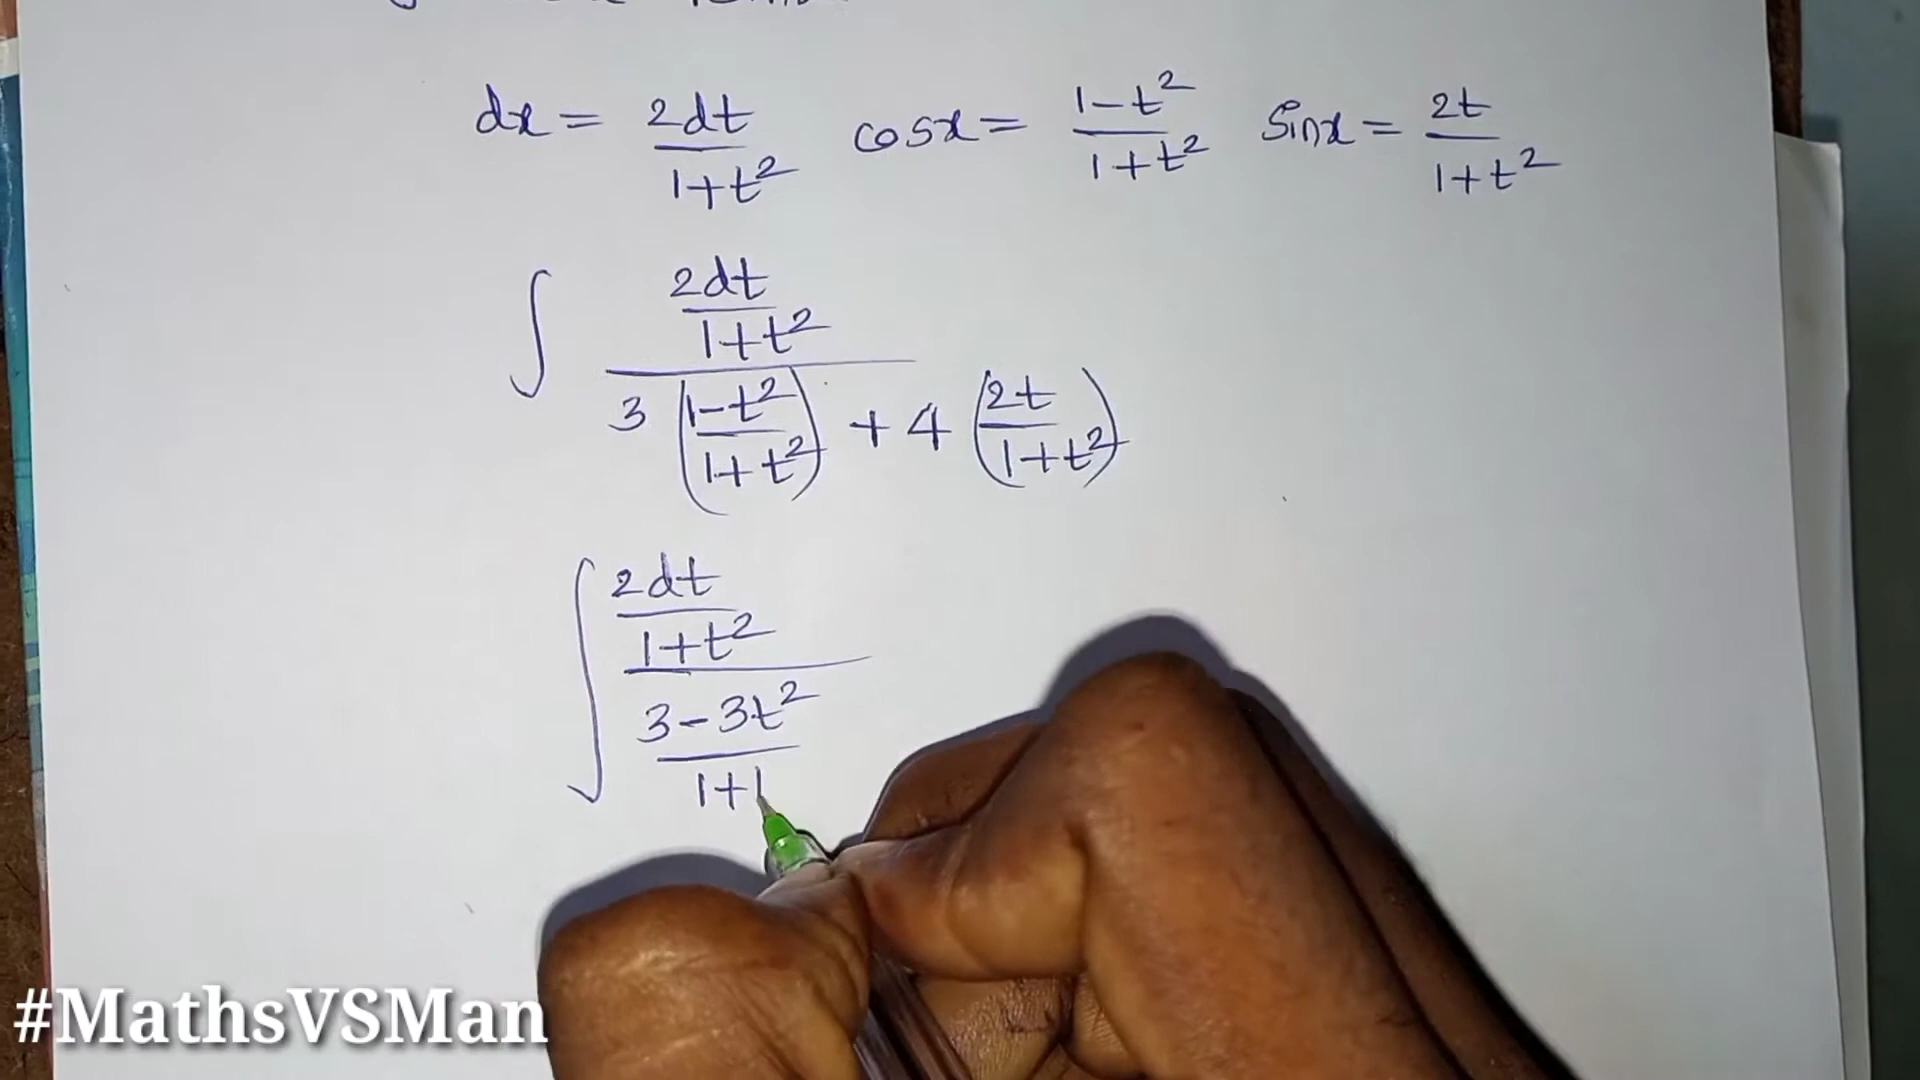 dx = 2dt/1+t² cosx = 1-t²/1+t² Sinx = 2t/1+t²
∫ 2dt/1+t² / 3(1-t²/1+t²) + 4(2t/1+t²)
∫ 2dt/1+t² / 3-3t²/1+
#MathsVSMan